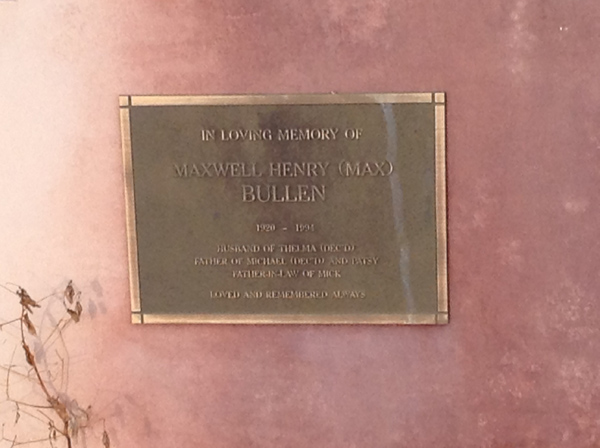 IN LOVING MEMORY OF
MAXWELL HENRY (MAX)
BULLEN
1920 - 1994
HUSBAND OF THELMA (DEC'D)
FATHER OF MICHAEL (DEC'D) AND PATSY
FATHER-IN-LAW OF MICK
LOVED AND REMEMBERED ALWAYS